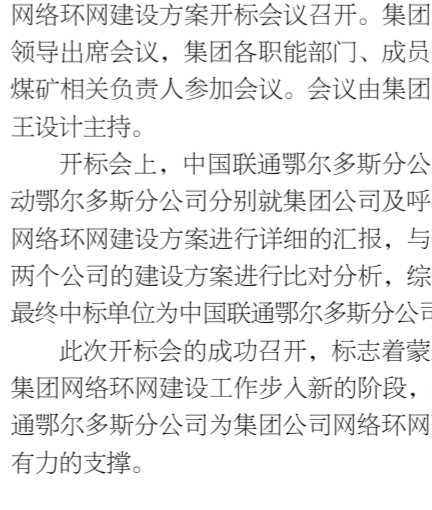 网络环网建设方案开标会议召开。集团
领导出席会议，集团各职能部门、成员
煤矿相关负责人参加会议。会议由集团
王设计主持。
开标会上，中国联通鄂尔多斯分公
动鄂尔多斯分公司分别就集团公司及呼
网络环网建设方案进行详细的汇报，与
两个公司的建设方案进行比对分析，综
最终中标单位为中国联通鄂尔多斯分公司
此次开标会的成功召开，标志着蒙
集团网络环网建设工作步入新的阶段，
通鄂尔多斯分公司为集团公司网络环网
有力的支撑。